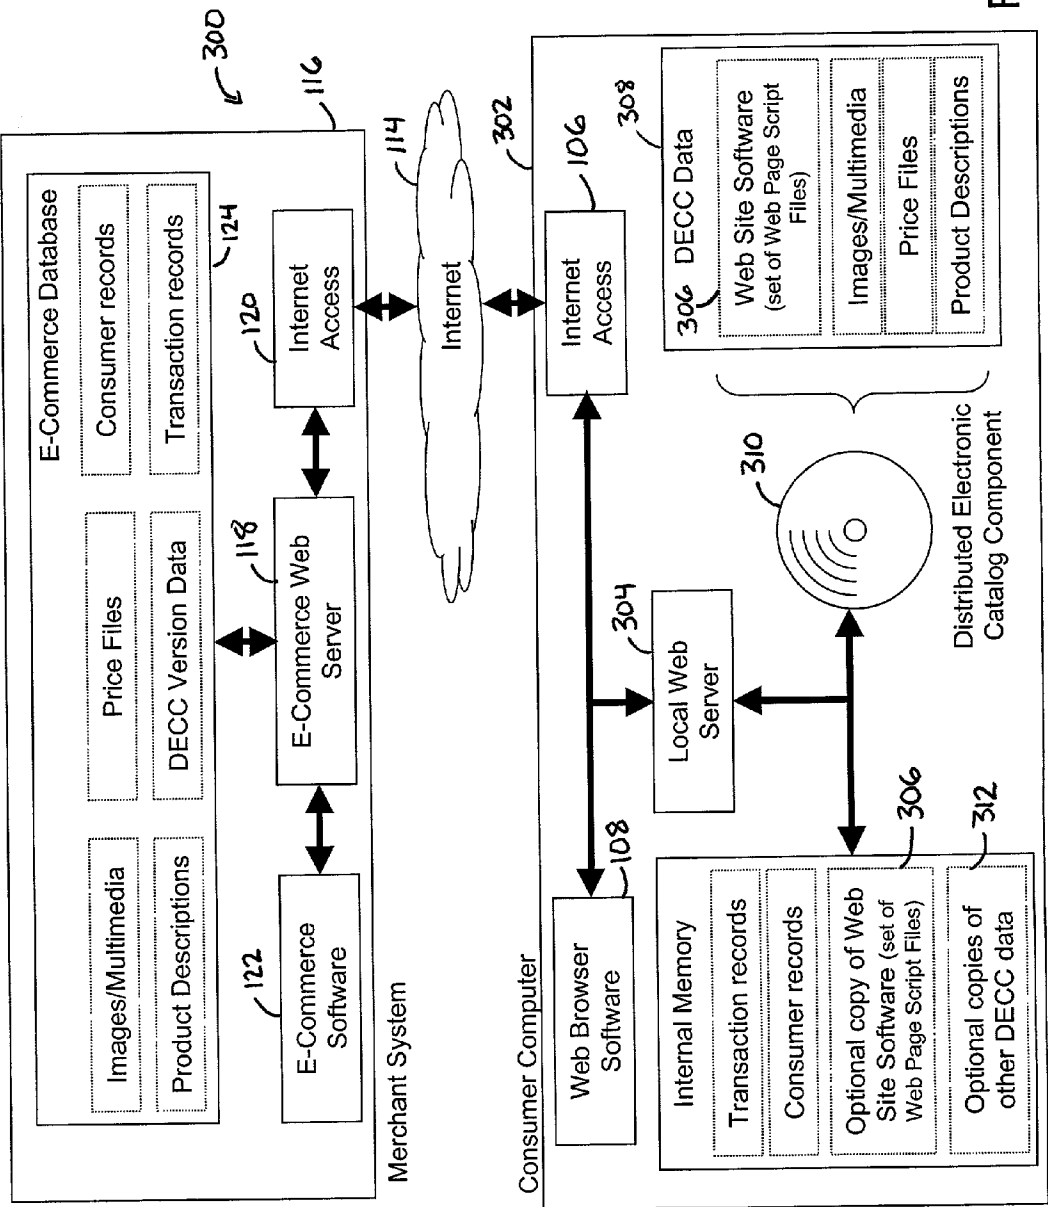 300
116
E-Commerce Database
Images/Multimedia
Price Files
Consumer records
Product Descriptions
DECC Version Data
Transaction records
124
122
118
120
E-Commerce
Software
E-Commerce Web
Server
Internet
Access
Merchant System
114
Internet
Consumer Computer
302
Web Browser
Software
108
Internet
Access
106
304
Local Web
Server
Internal Memory
Transaction records
Consumer records
Optional copy of Web
Site Software (set of
Web Page Script Files)
306
Optional copies of
other DECC data
312
310
Distributed Electronic
Catalog Component
308
306 DECC Data
Web Site Software
(set of Web Page Script
Files)
Images/Multimedia
Price Files
Product Descriptions